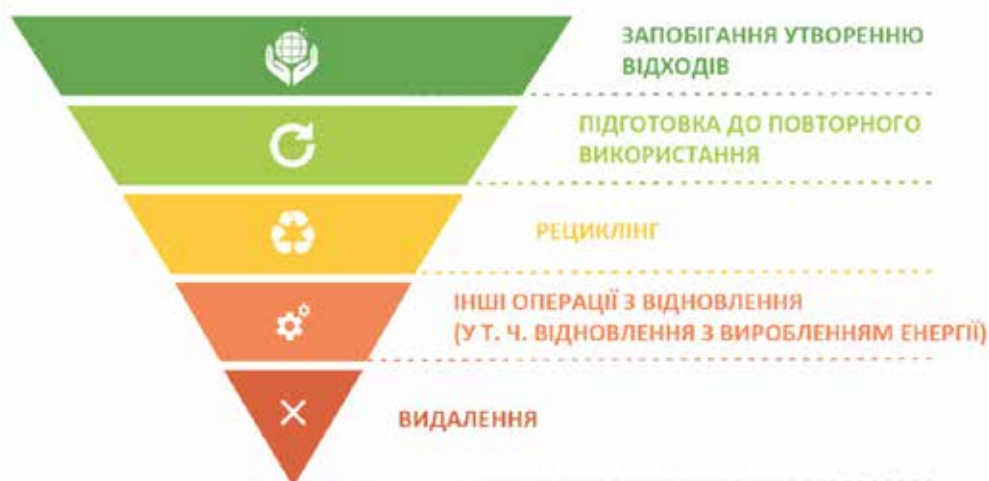 ЗАПОБІГАННЯ УТВОРЕННЮ
ВІДХОДІВ
ПІДГОТОВКА ДО ПОВТОРНОГО
ВИКОРИСТАННЯ
РЕЦИКЛІНГ
ІНШІ ОПЕРАЦІЇ З ВІДНОВЛЕННЯ
(У Т. Ч. ВІДНОВЛЕННЯ З ВИРОБЛЕННЯМ ЕНЕРГІЇ)
ВИДАЛЕННЯ